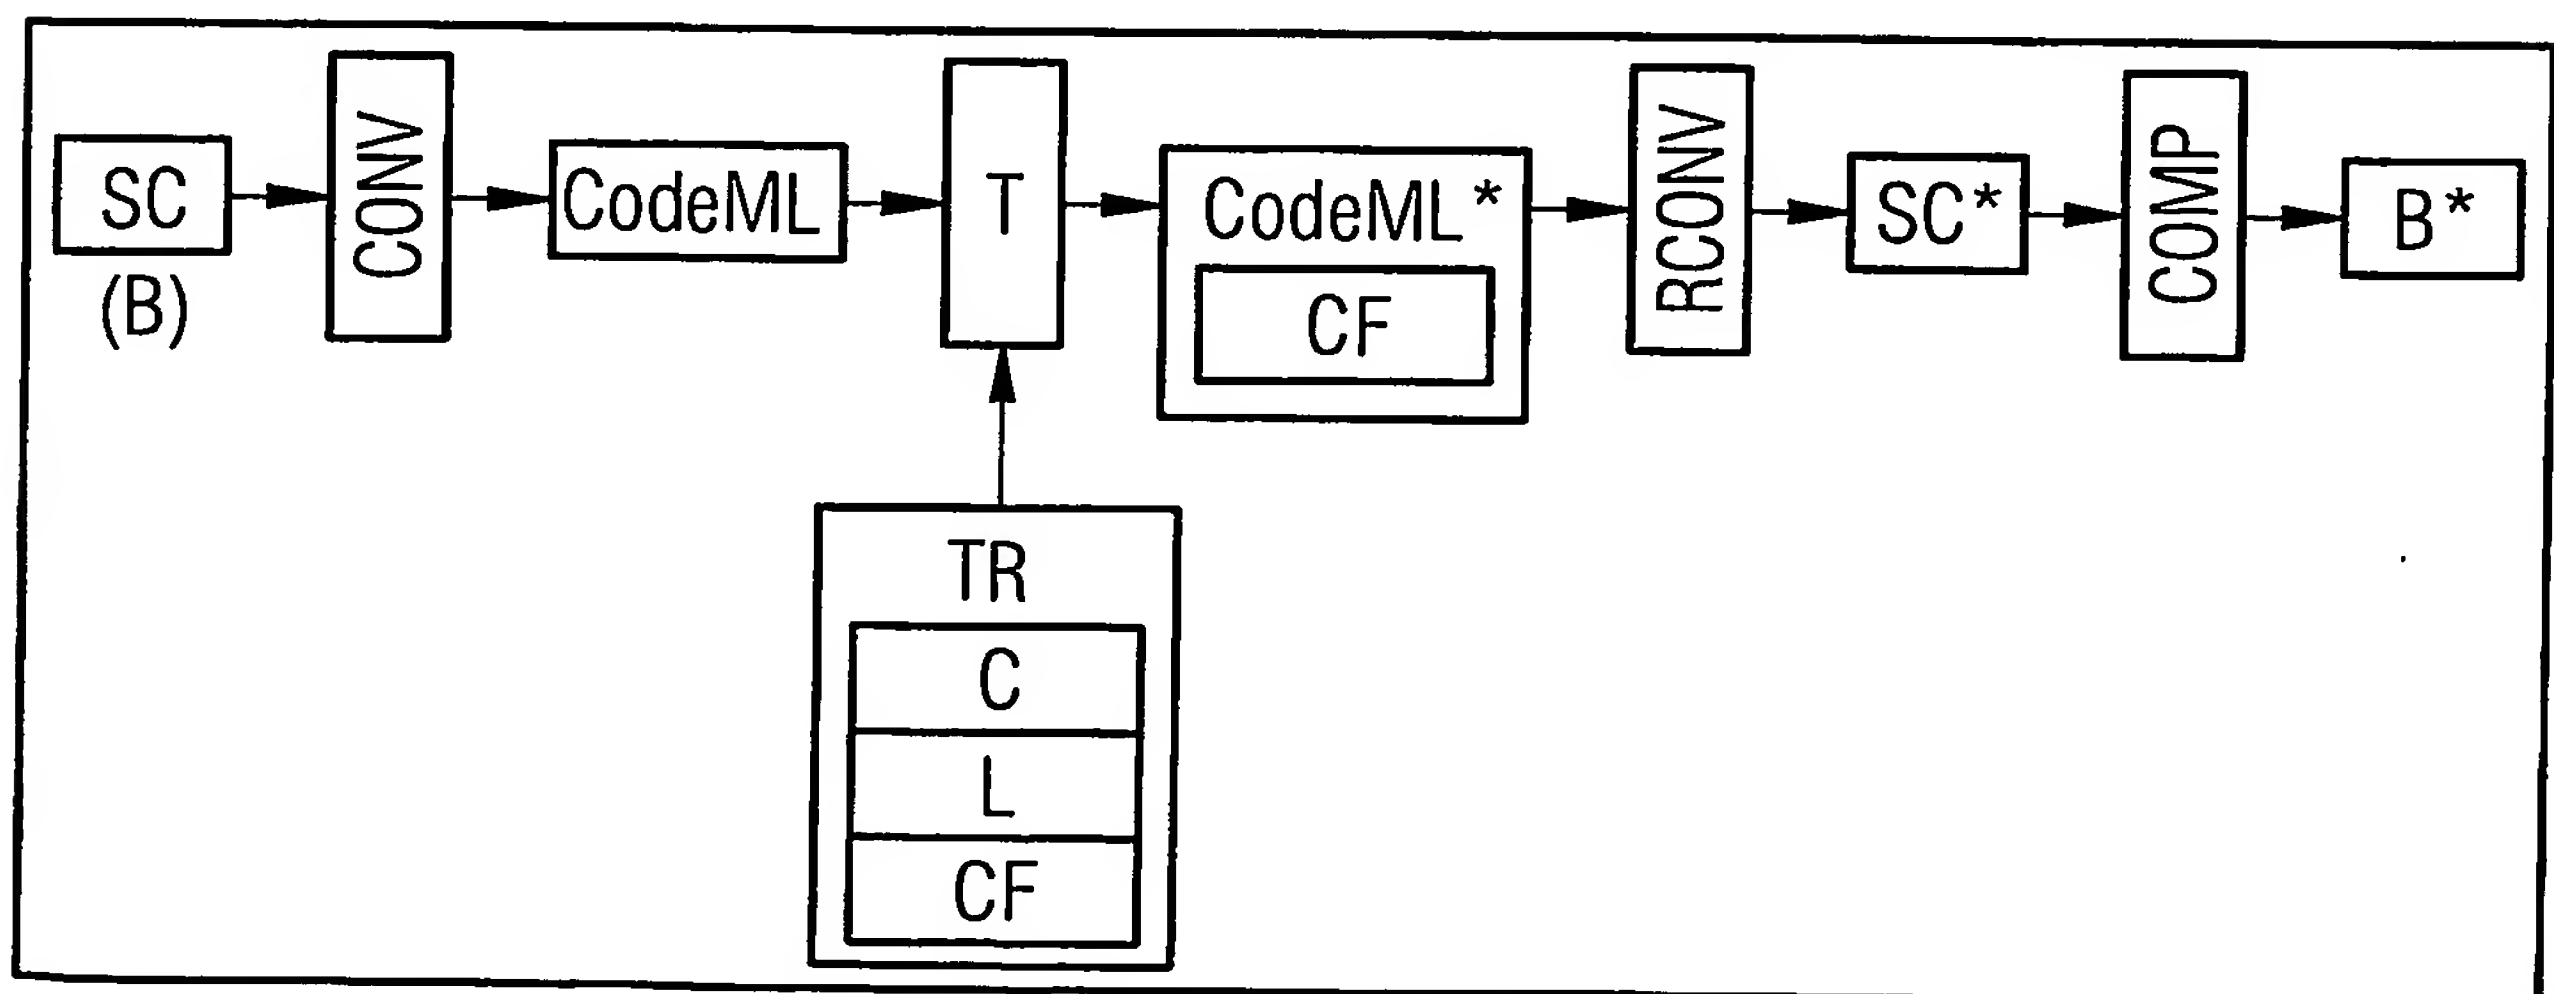 SC
(B)
CONV
CodeML
T
CodeML*
CF
RCONV
SC*
COMP
B*
TR
C
L
CF